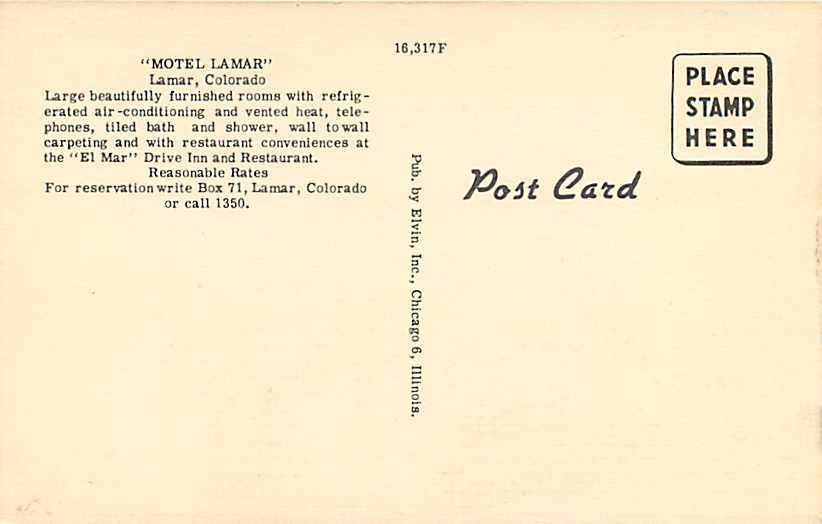 16,317F
"MOTEL LAMAR"
Lamar, Colorado
Large beautifully furnished rooms with refrig-
erated air-conditioning and vented heat, tele-
phones, tiled bath and shower, wall to wall
carpeting and with restaurant conveniences at
the "El Mar" Drive Inn and Restaurant.
Reasonable Rates
For reservation write Box 71, Lamar, Colorado
or call 1350.
Pub. by Elvin, Inc., Chicago 6, Illinois.
Post Card
PLACE
STAMP
HERE